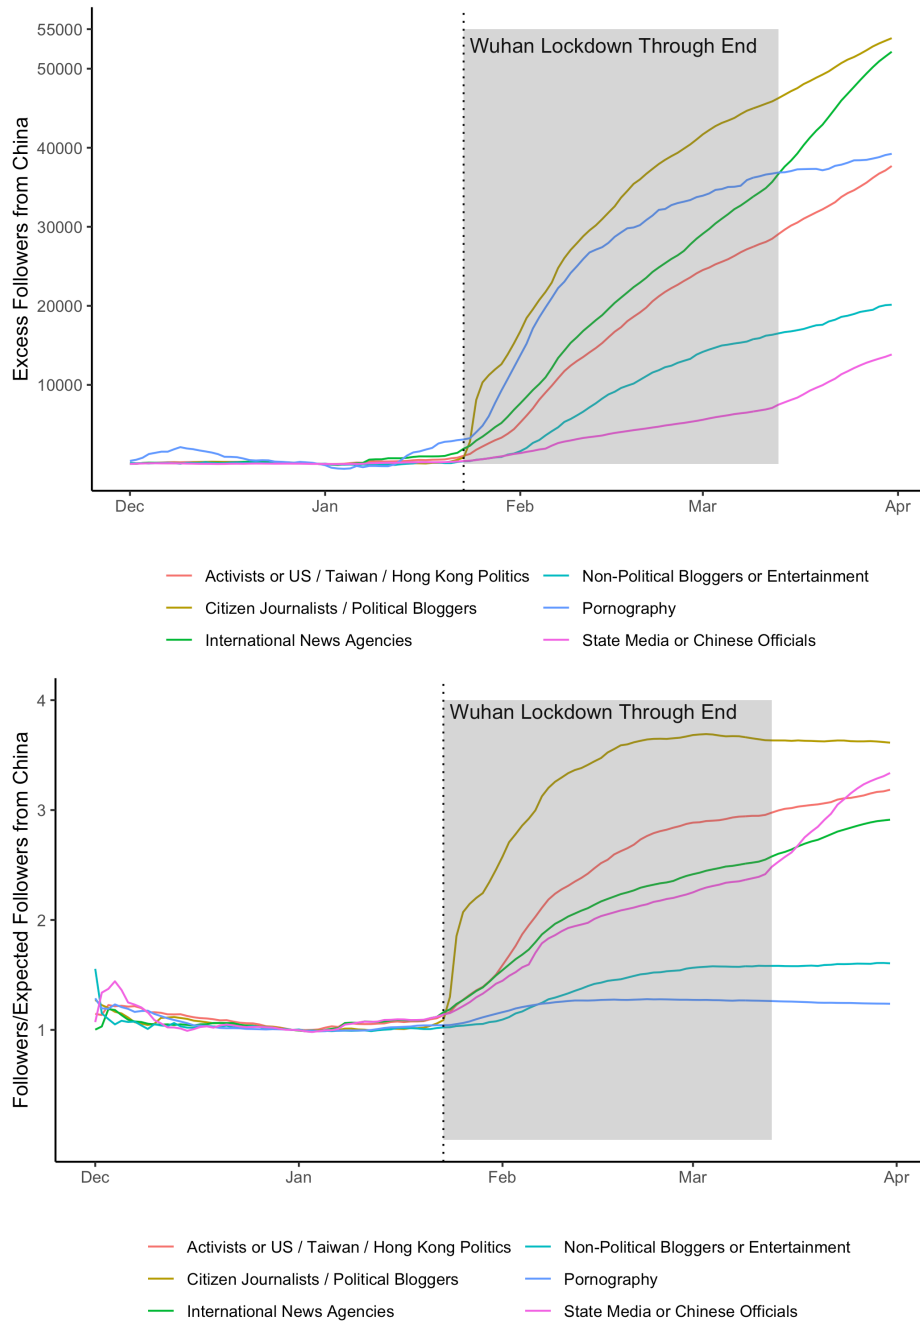 Excess Followers from China
55000
50000
40000
30000
20000
10000
Wuhan Lockdown Through End
Dec Jan Feb Mar Apr
Activists or US / Taiwan / Hong Kong Politics
Citizen Journalists / Political Bloggers
International News Agencies
Non-Political Bloggers or Entertainment
Pornography
State Media or Chinese Officials
Followers/Expected Followers from China
4
3
2
1
Wuhan Lockdown Through End
Dec Jan Feb Mar Apr
Activists or US / Taiwan / Hong Kong Politics
Citizen Journalists / Political Bloggers
International News Agencies
Non-Political Bloggers or Entertainment
Pornography
State Media or Chinese Officials